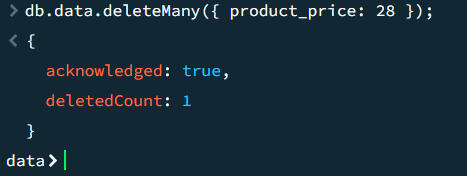 > db.data.deleteMany({ product_price: 28 });
< {
acknowledged: true,
deletedCount: 1
}
data>